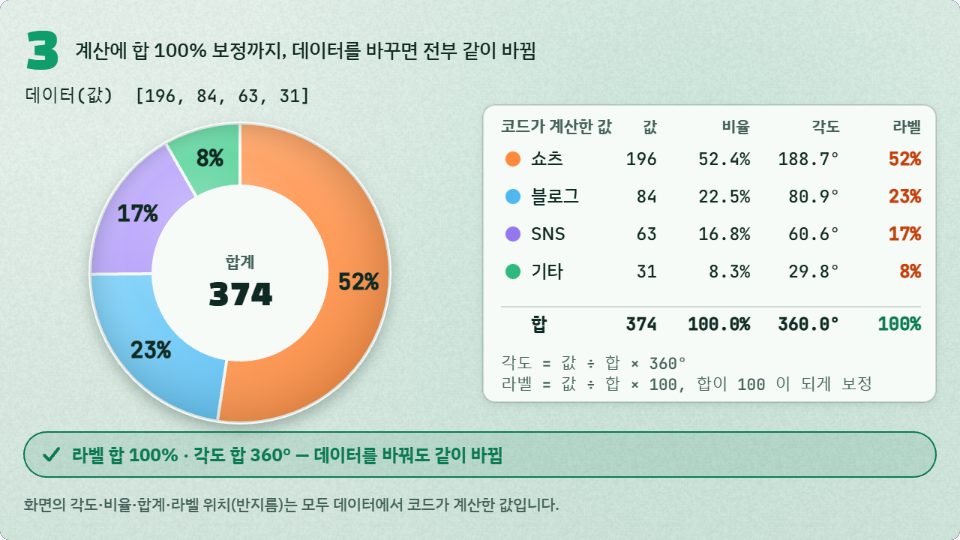 3 계산에 합 100% 보정까지, 데이터를 바꾸면 전부 같이 바뀜
데이터(값) [196, 84, 63, 31]
8%
17%
52%
23%
합계
374
코드가 계산한 값 값 비율 각도 라벨
쇼츠 196 52.4% 188.7° 52%
블로그 84 22.5% 80.9° 23%
SNS 63 16.8% 60.6° 17%
기타 31 8.3% 29.8° 8%
합 374 100.0% 360.0° 100%
각도 = 값 ÷ 합 × 360°
라벨 = 값 ÷ 합 × 100, 합이 100 이 되게 보정
✓ 라벨 합 100% · 각도 합 360° — 데이터를 바꿔도 같이 바뀜
화면의 각도·비율·합계·라벨 위치(반지름)는 모두 데이터에서 코드가 계산한 값입니다.